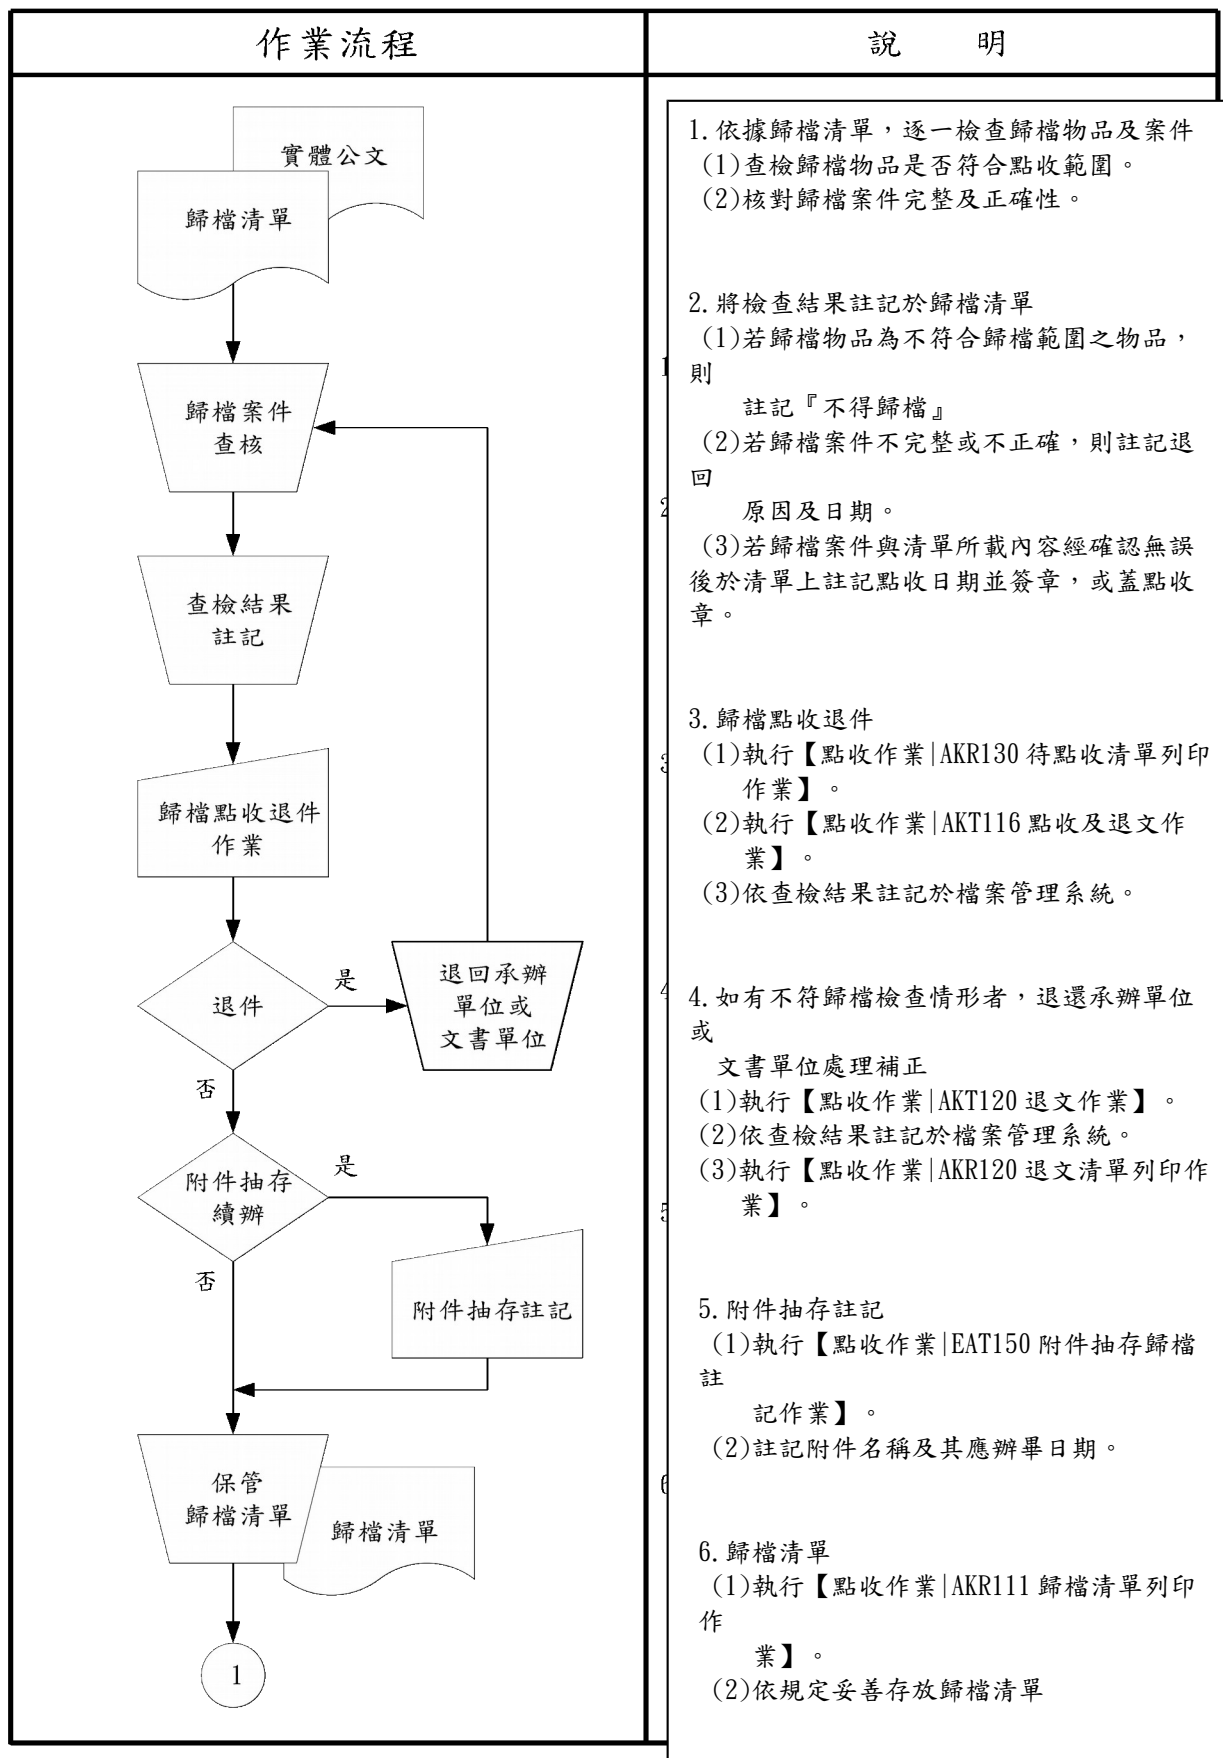 作業流程
說 明
實體公文
歸檔清單
歸檔案件
查核
查檢結果
註記
歸檔點收退件
作業
退件
是
退回承辦
單位或
文書單位
否
附件抽存
續辦
是
附件抽存註記
否
保管
歸檔清單
歸檔清單
1
1
2
3
4
5
6
1.依據歸檔清單，逐一檢查歸檔物品及案件
(1)查檢歸檔物品是否符合點收範圍。
(2)核對歸檔案件完整及正確性。
2.將檢查結果註記於歸檔清單
(1)若歸檔物品為不符合歸檔範圍之物品，
則
註記『不得歸檔』
(2)若歸檔案件不完整或不正確，則註記退
回
原因及日期。
(3)若歸檔案件與清單所載內容經確認無誤
後於清單上註記點收日期並簽章，或蓋點收
章。
3.歸檔點收退件
(1)執行【點收作業|AKR130 待點收清單列印
作業】。
(2)執行【點收作業|AKT116 點收及退文作
業】。
(3)依查檢結果註記於檔案管理系統。
4.如有不符歸檔檢查情形者，退還承辦單位
或
文書單位處理補正
(1)執行【點收作業|AKT120 退文作業】。
(2)依查檢結果註記於檔案管理系統。
(3)執行【點收作業|AKR120 退文清單列印作
業】。
5.附件抽存註記
(1)執行【點收作業|EAT150 附件抽存歸檔
註
記作業】。
(2)註記附件名稱及其應辦畢日期。
6.歸檔清單
(1)執行【點收作業|AKR111 歸檔清單列印
作
業】。
(2)依規定妥善存放歸檔清單